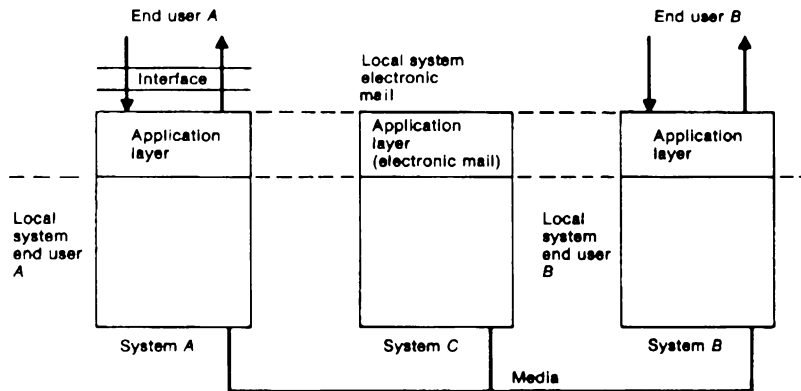 End user A
End user B
Interface
Local system
electronic
mail
Application
layer
Application
layer
(electronic mail)
Application
layer
Local
system
end user
A
Local
system
end user
B
System A
System C
System B
Media